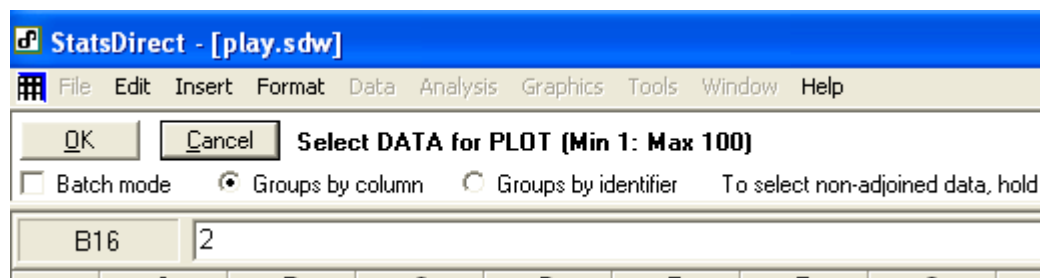 StatsDirect - [play.sdw]
File Edit Insert Format Data Analysis Graphics Tools Window Help
OK Cancel Select DATA for PLOT (Min 1: Max 100)
Batch mode Groups by column Groups by identifier To select non-adjoined data, hold
B16 2